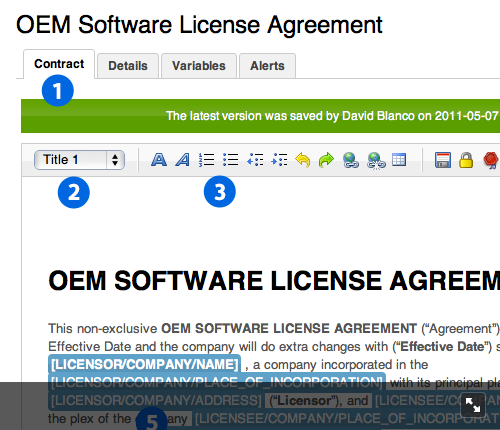 OEM Software License Agreement
Contract Details Variables Alerts
1
The latest version was saved by David Blanco on 2011-05-07
Title 1
2 3
OEM SOFTWARE LICENSE AGREEM
This non-exclusive OEM SOFTWARE LICENSE AGREEMENT (“Agreement”)
Effective Date and the company will do extra changes with (“Effective Date”) s
[LICENSOR/COMPANY/NAME] , a company incorporated in the
[LICENSOR/COMPANY/PLACE_OF_INCORPORATION] with its principal pla
[LICENSOR/COMPANY/ADDRESS] (“Licensor”), and [LICENSEE/COM
the plex of the any [LICENSEE/COMPANY/PLACE_OF_INCORPORAT
5